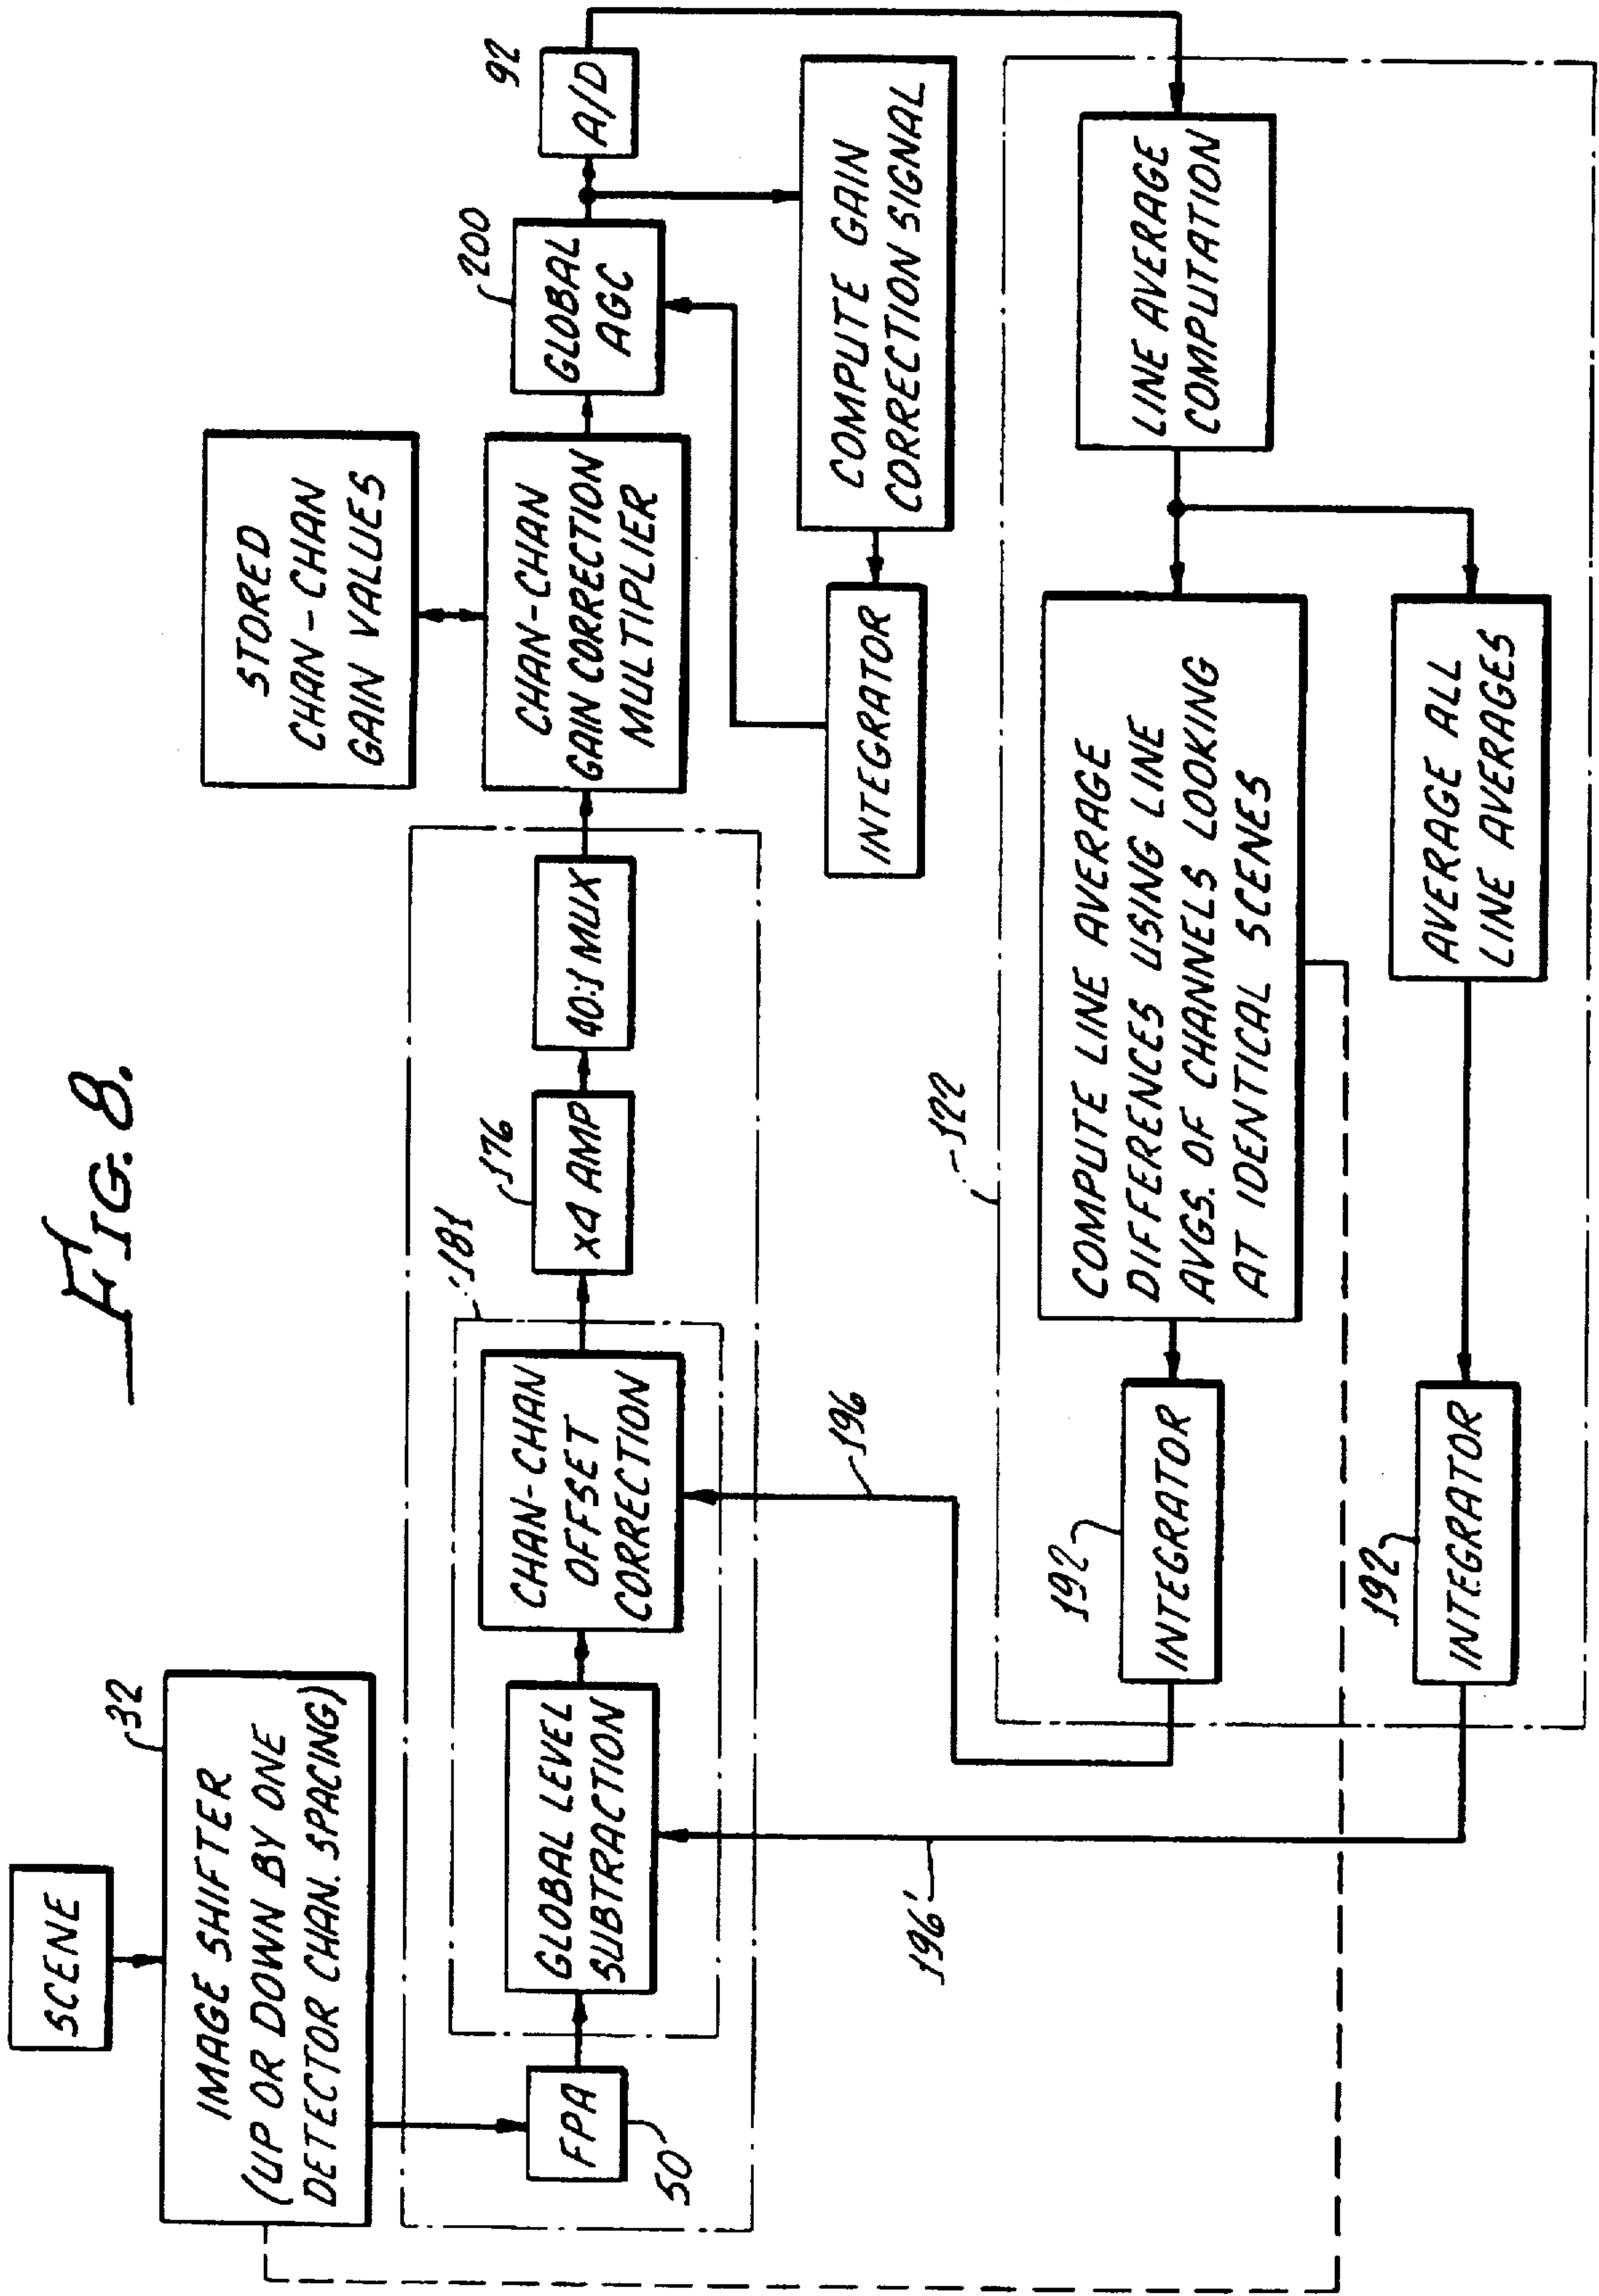 FIG. 8.
SCENE
IMAGE SHIFTER
(UP OR DOWN BY ONE
DETECTOR CHAN. SPACING)
32
FPA
50
GLOBAL LEVEL
SUBTRACTION
CHAN-CHAN
OFFSET
CORRECTION
181
x4 AMP
176
40:1 MUX
STORED
CHAN-CHAN
GAIN VALUES
CHAN-CHAN
GAIN CORRECTION
MULTIPLIER
GLOBAL
AGC
200
A/D
92
COMPUTE GAIN
CORRECTION SIGNAL
INTEGRATOR
196
196'
122
LINE AVERAGE
COMPUTATION
COMPUTE LINE AVERAGE
DIFFERENCES USING LINE
AVGS. OF CHANNELS LOOKING
AT IDENTICAL SCENES
INTEGRATOR
192
AVERAGE ALL
LINE AVERAGES
INTEGRATOR
192